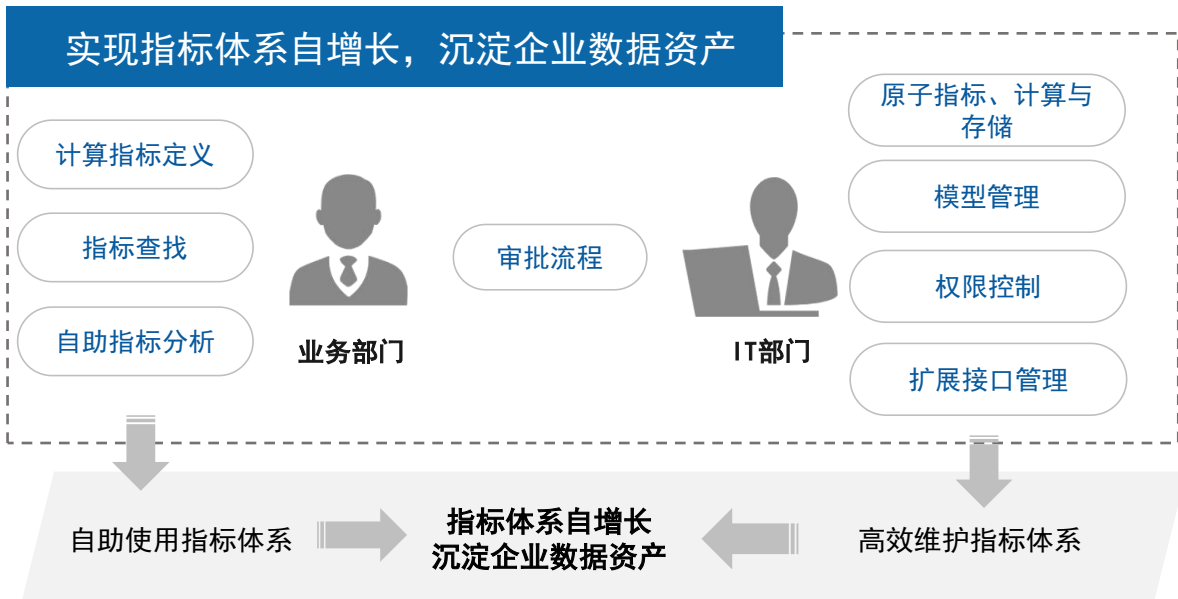 实现指标体系自增长，沉淀企业数据资产
计算指标定义
指标查找
自助指标分析
业务部门
审批流程
IT部门
原子指标、计算与
存储
模型管理
权限控制
扩展接口管理
自助使用指标体系
指标体系自增长
沉淀企业数据资产
高效维护指标体系